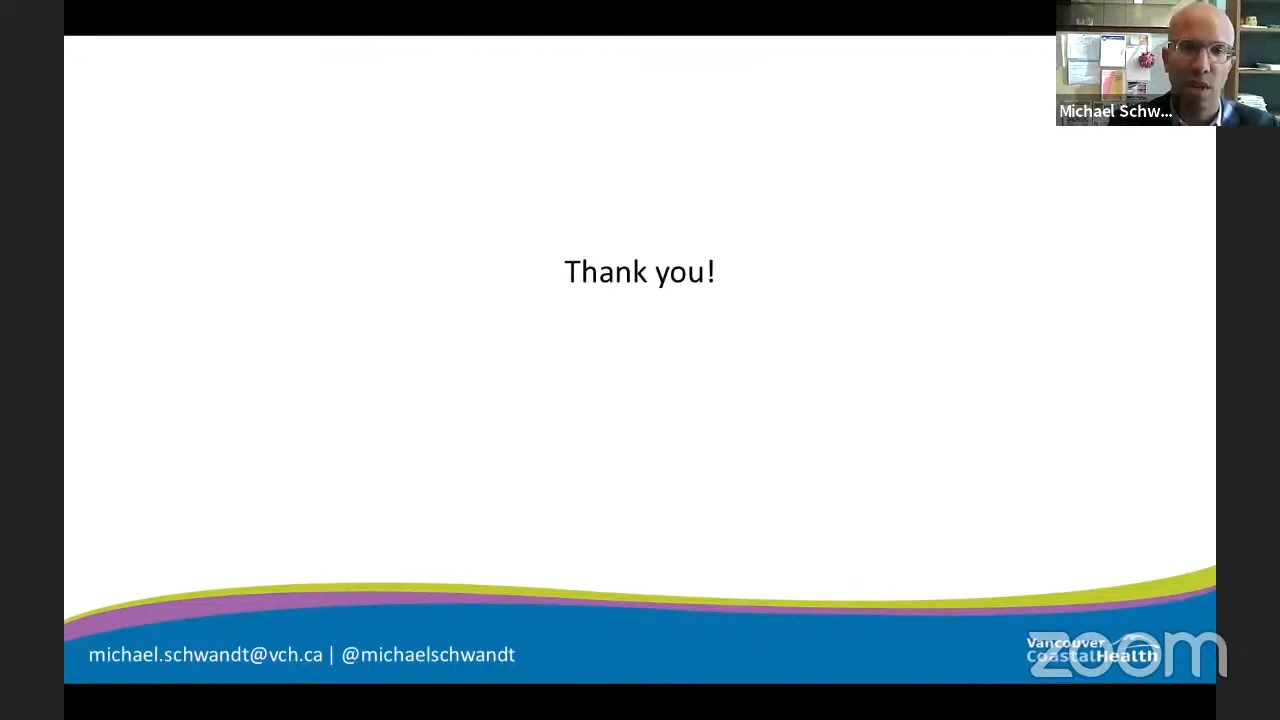 Michael Schw...
Thank you!
michael.schwandt@vch.ca | @michaelschwandt
Vancouver
CoastalHealth
zoom